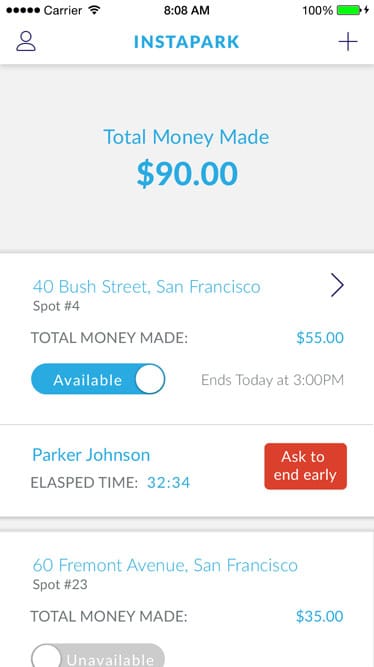 Carrier 8:08 AM 100%
INSTAPARK
Total Money Made
$90.00
40 Bush Street, San Francisco
Spot #4
TOTAL MONEY MADE: $55.00
Available Ends Today at 3:00PM
Parker Johnson
ELASPED TIME: 32:34
Ask to
end early
60 Fremont Avenue, San Francisco
Spot #23
TOTAL MONEY MADE: $35.00
Unavailable